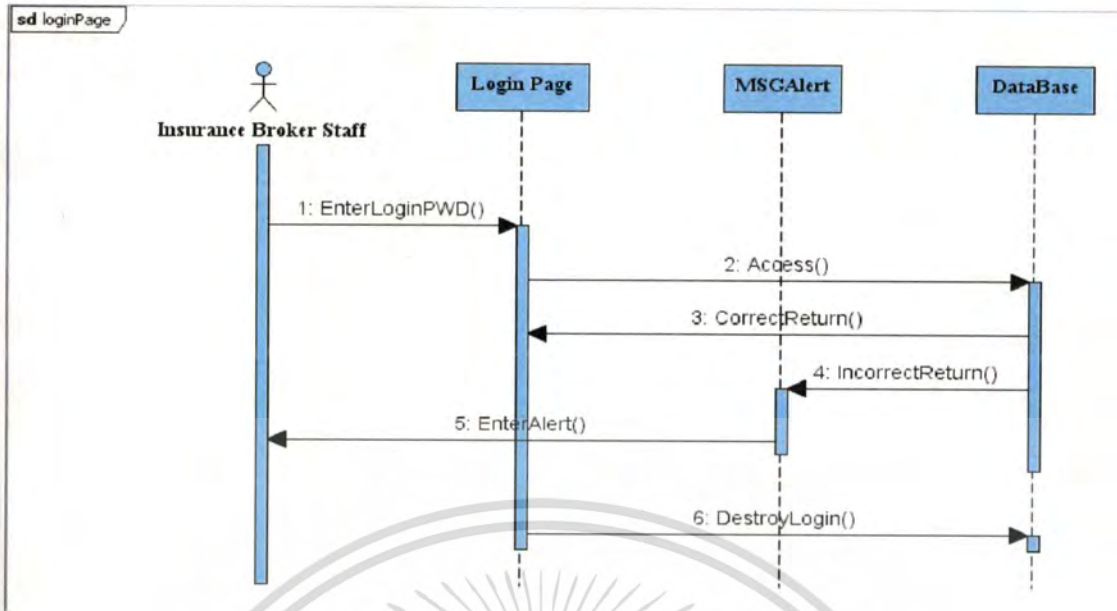 sd loginPage
Login Page
MSGAlert
DataBase
Insurance Broker Staff
1: EnterLoginPWD()
2: Access()
3: CorrectReturn()
4: IncorrectReturn()
5: EnterAlert()
6: DestroyLogin()